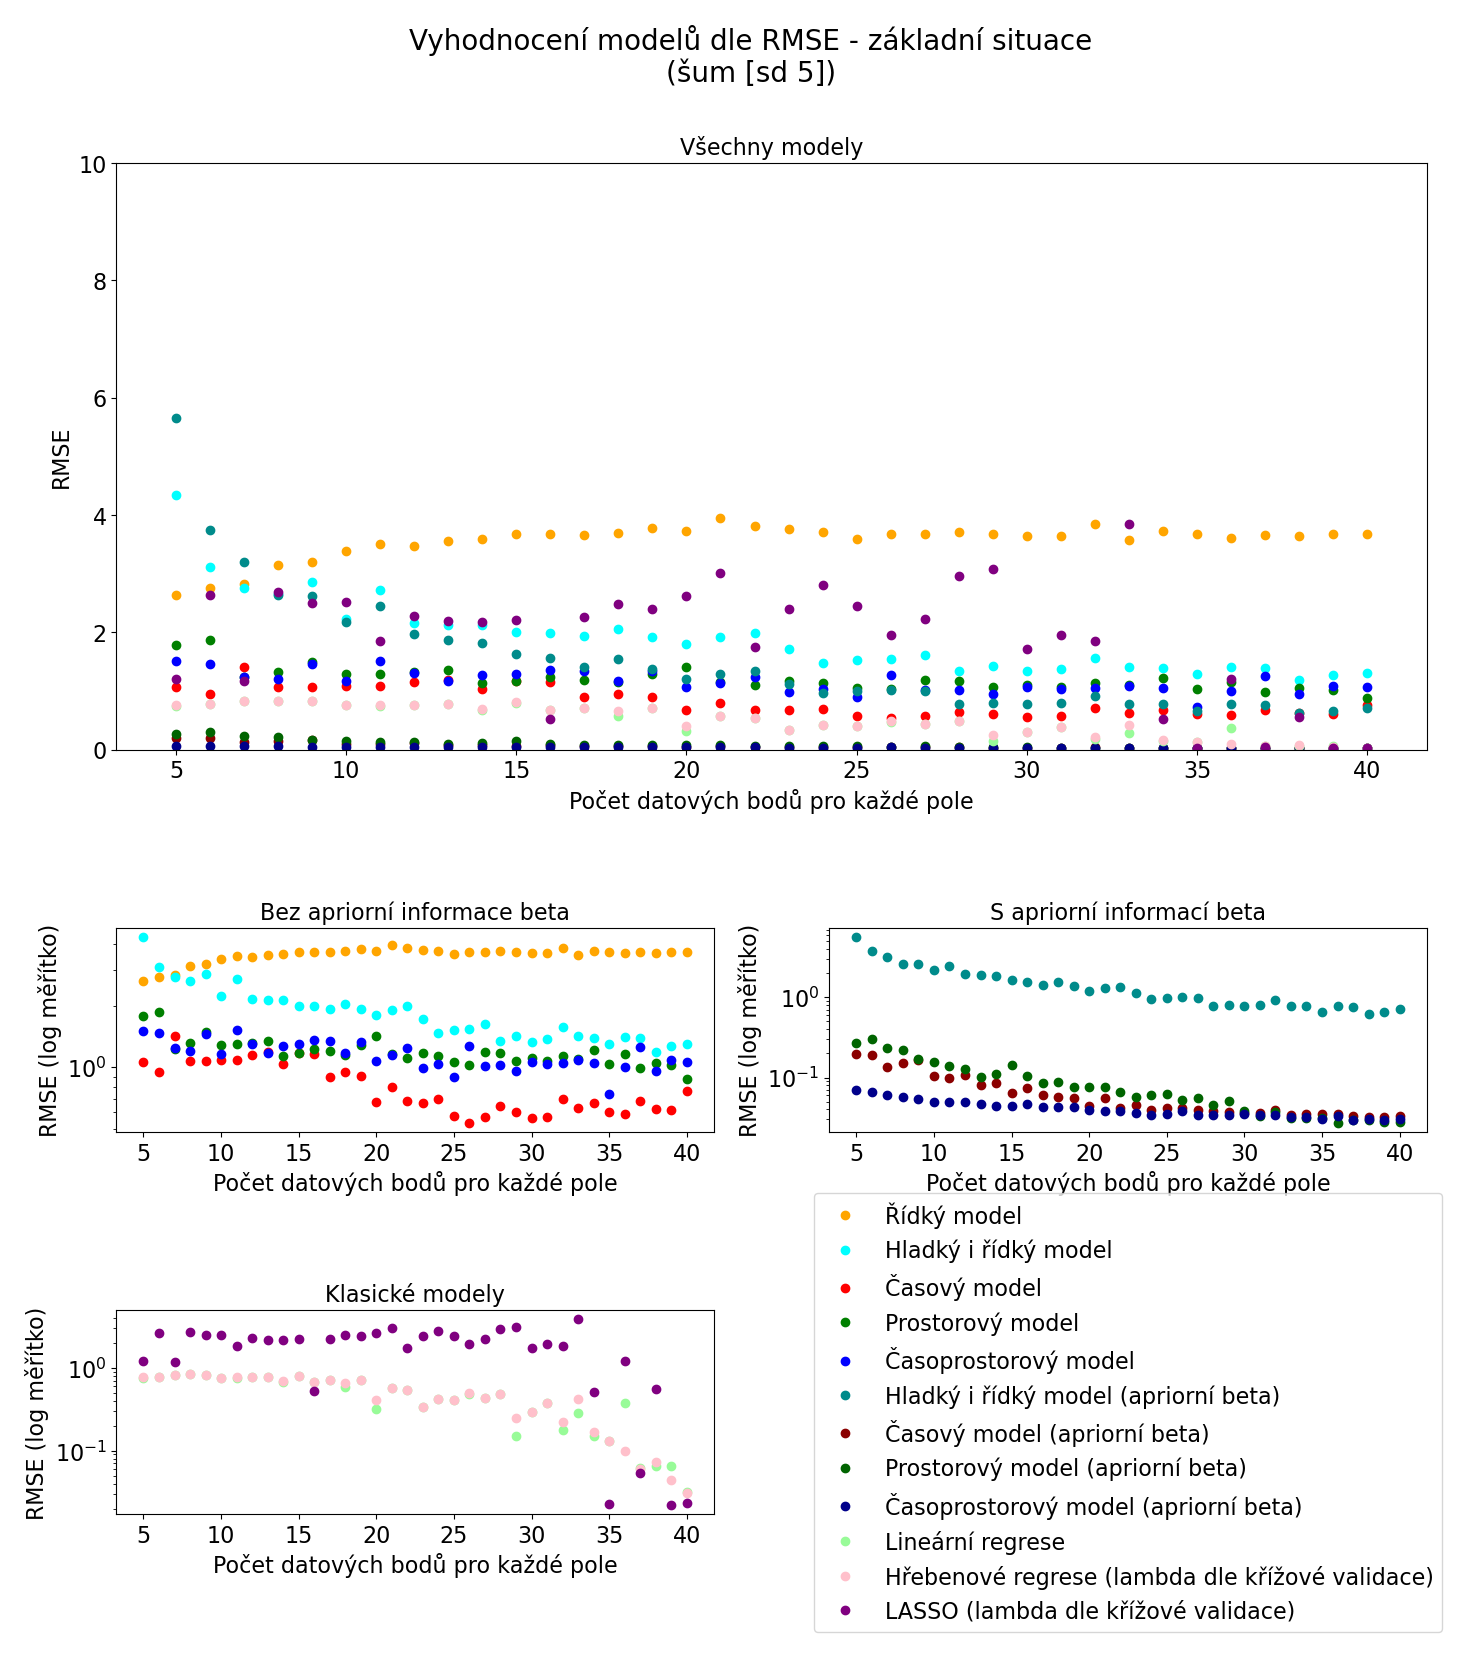 Vyhodnocení modelů dle RMSE - základní situace
(šum [sd 5])
Všechny modely
RMSE
10
8
6
4
2
0
5
10
15
20
25
30
35
40
Počet datových bodů pro každé pole
Bez apriorní informace beta
RMSE (log měřítko)
10⁰
5
10
15
20
25
30
35
40
Počet datových bodů pro každé pole
S apriorní informací beta
RMSE (log měřítko)
10⁰
10⁻¹
5
10
15
20
25
30
35
40
Počet datových bodů pro každé pole
Klasické modely
RMSE (log měřítko)
10⁰
10⁻¹
5
10
15
20
25
30
35
40
Počet datových bodů pro každé pole
Řídký model
Hladký i řídký model
Časový model
Prostorový model
Časoprostorový model
Hladký i řídký model (apriorní beta)
Časový model (apriorní beta)
Prostorový model (apriorní beta)
Časoprostorový model (apriorní beta)
Lineární regrese
Hřebenové regrese (lambda dle křížové validace)
LASSO (lambda dle křížové validace)